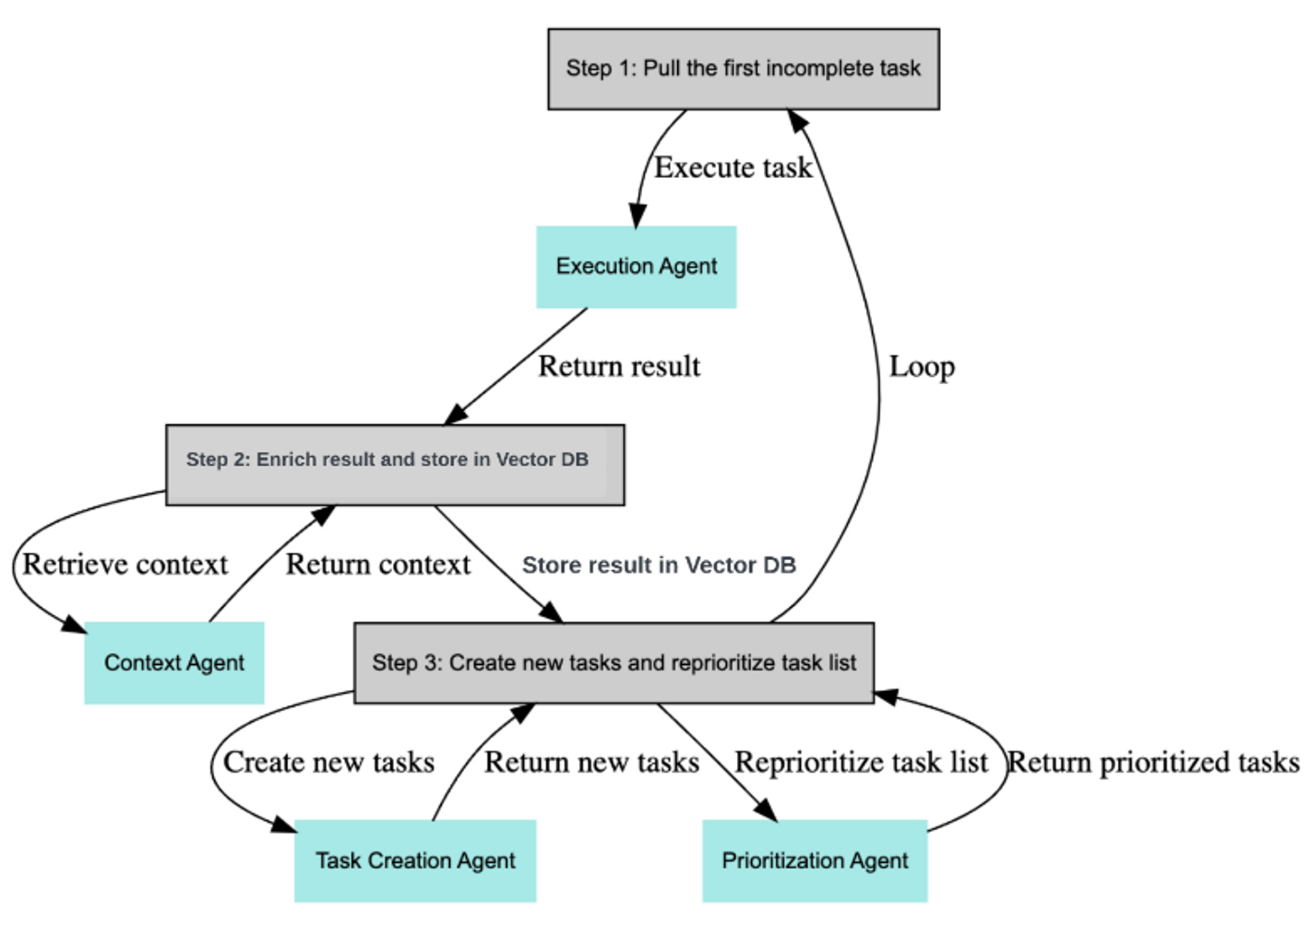 Step 1: Pull the first incomplete task
Execute task
Execution Agent
Return result
Loop
Step 2: Enrich result and store in Vector DB
Retrieve context
Return context
Store result in Vector DB
Context Agent
Step 3: Create new tasks and reprioritize task list
Create new tasks
Return new tasks
Reprioritize task list
Return prioritized tasks
Task Creation Agent
Prioritization Agent